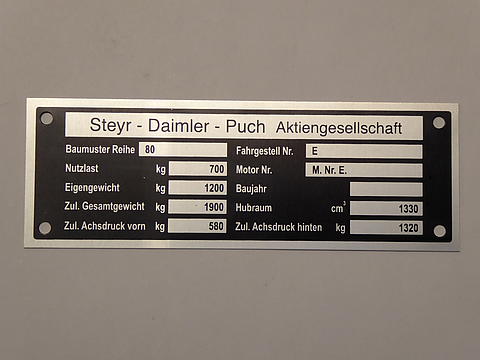 Steyr - Daimler - Puch Aktiengesellschaft
Baumuster Reihe 80 Fahrgestell Nr. E
Nutzlast kg 700 Motor Nr. M. Nr. E.
Eigengewicht kg 1200 Baujahr
Zul. Gesamtgewicht kg 1900 Hubraum cm³ 1330
Zul. Achsdruck vorn kg 580 Zul. Achsdruck hinten kg 1320